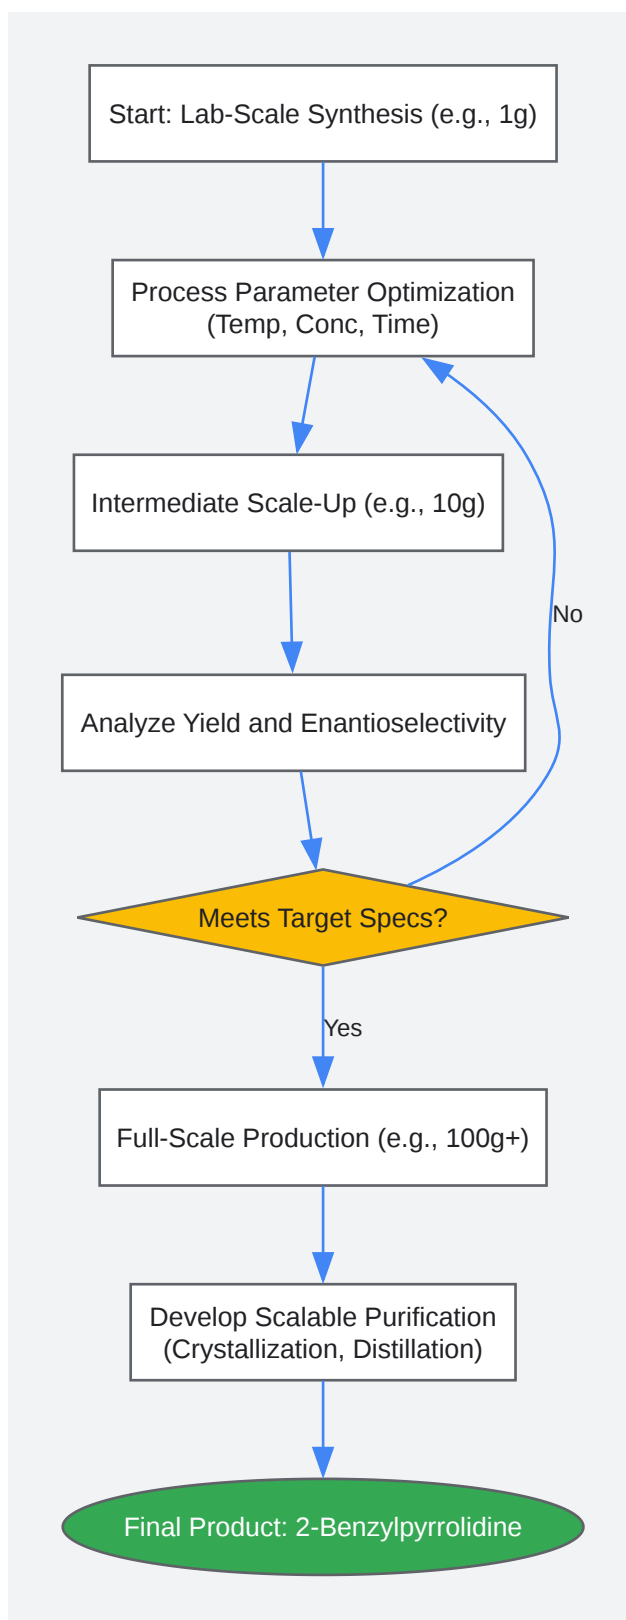 Start: Lab-Scale Synthesis (e.g., 1g)
Process Parameter Optimization
(Temp, Conc, Time)
Intermediate Scale-Up (e.g., 10g)
No
Analyze Yield and Enantioselectivity
Meets Target Specs?
Yes
Full-Scale Production (e.g., 100g+)
Develop Scalable Purification
(Crystallization, Distillation)
Final Product: 2-Benzylpyrrolidine